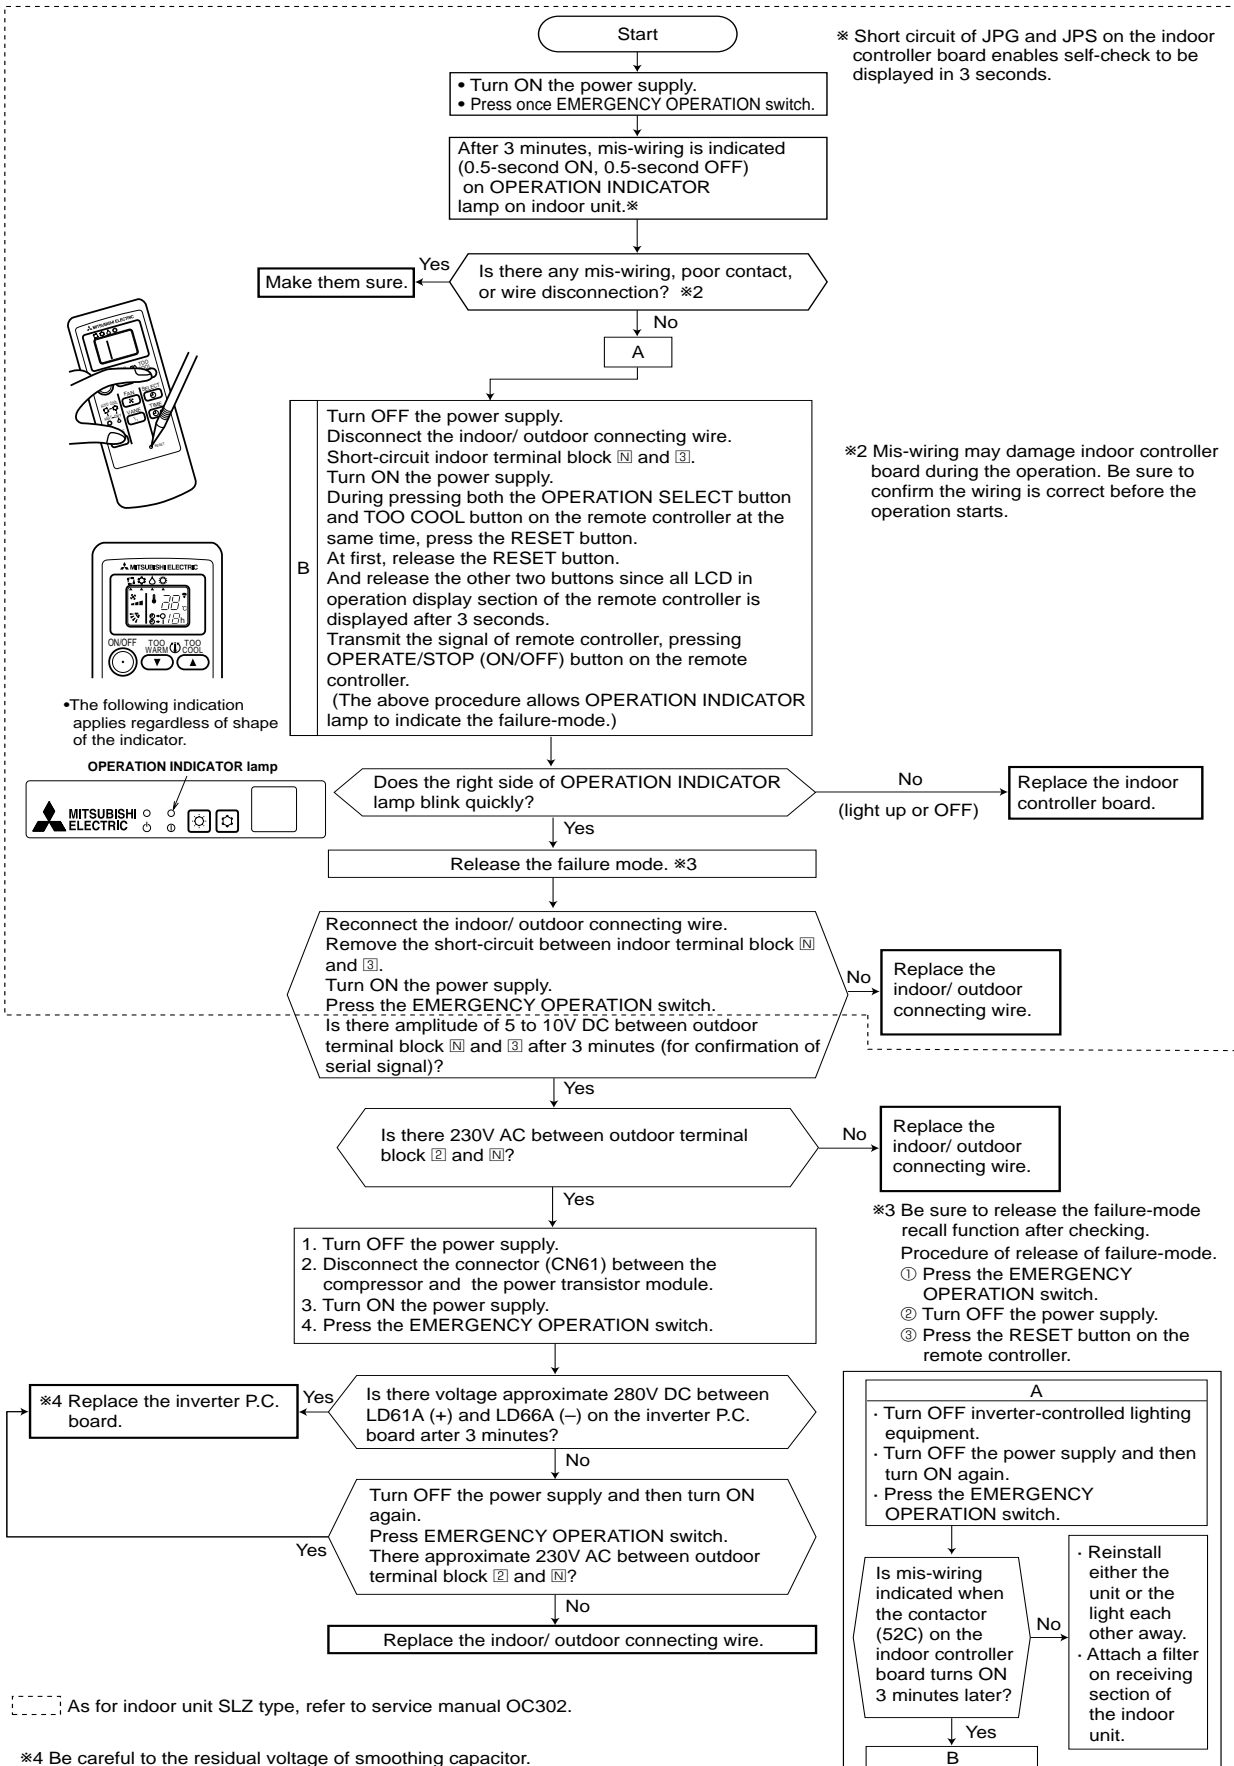 Start
※ Short circuit of JPG and JPS on the indoor
controller board enables self-check to be
displayed in 3 seconds.
• Turn ON the power supply.
• Press once EMERGENCY OPERATION switch.
After 3 minutes, mis-wiring is indicated
(0.5-second ON, 0.5-second OFF)
on OPERATION INDICATOR
lamp on indoor unit.※
Is there any mis-wiring, poor contact,
or wire disconnection? ※2
Yes
Make them sure.
No
A
B
Turn OFF the power supply.
Disconnect the indoor/ outdoor connecting wire.
Short-circuit indoor terminal block N and 3.
Turn ON the power supply.
During pressing both the OPERATION SELECT button
and TOO COOL button on the remote controller at the
same time, press the RESET button.
At first, release the RESET button.
And release the other two buttons since all LCD in
operation display section of the remote controller is
displayed after 3 seconds.
Transmit the signal of remote controller, pressing
OPERATE/STOP (ON/OFF) button on the remote
controller.
(The above procedure allows OPERATION INDICATOR
lamp to indicate the failure-mode.)
※2 Mis-wiring may damage indoor controller
board during the operation. Be sure to
confirm the wiring is correct before the
operation starts.
MITSUBISHI ELECTRIC
TOO
COOL
FAN
SELECT
VANE
TIME
RESET
MITSUBISHI ELECTRIC
ON/OFF
TOO
WARM
TOO
COOL
•The following indication
applies regardless of shape
of the indicator.
OPERATION INDICATOR lamp
MITSUBISHI
ELECTRIC
Does the right side of OPERATION INDICATOR
lamp blink quickly?
No
(light up or OFF)
Replace the indoor
controller board.
Yes
Release the failure mode. ※3
Reconnect the indoor/ outdoor connecting wire.
Remove the short-circuit between indoor terminal block N
and 3.
Turn ON the power supply.
Press the EMERGENCY OPERATION switch.
Is there amplitude of 5 to 10V DC between outdoor
terminal block N and 3 after 3 minutes (for confirmation of
serial signal)?
No
Replace the
indoor/ outdoor
connecting wire.
Yes
Is there 230V AC between outdoor terminal
block 2 and N?
No
Replace the
indoor/ outdoor
connecting wire.
Yes
1. Turn OFF the power supply.
2. Disconnect the connector (CN61) between the
compressor and the power transistor module.
3. Turn ON the power supply.
4. Press the EMERGENCY OPERATION switch.
※3 Be sure to release the failure-mode
recall function after checking.
Procedure of release of failure-mode.
① Press the EMERGENCY
OPERATION switch.
② Turn OFF the power supply.
③ Press the RESET button on the
remote controller.
Is there voltage approximate 280V DC between
LD61A (+) and LD66A (–) on the inverter P.C.
board arter 3 minutes?
Yes
※4 Replace the inverter P.C.
board.
No
Turn OFF the power supply and then turn ON
again.
Press EMERGENCY OPERATION switch.
There approximate 230V AC between outdoor
terminal block 2 and N?
Yes
No
Replace the indoor/ outdoor connecting wire.
A
· Turn OFF inverter-controlled lighting
equipment.
· Turn OFF the power supply and then
turn ON again.
· Press the EMERGENCY
OPERATION switch.
Is mis-wiring
indicated when
the contactor
(52C) on the
indoor controller
board turns ON
3 minutes later?
No
· Reinstall
either the
unit or the
light each
other away.
· Attach a filter
on receiving
section of
the indoor
unit.
Yes
B
As for indoor unit SLZ type, refer to service manual OC302.
※4 Be careful to the residual voltage of smoothing capacitor.